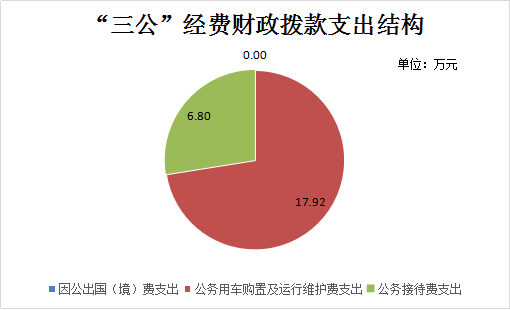 “三公”经费财政拨款支出结构
0.00
单位：万元
6.80
17.92
因公出国（境）费支出 公务用车购置及运行维护费支出 公务接待费支出